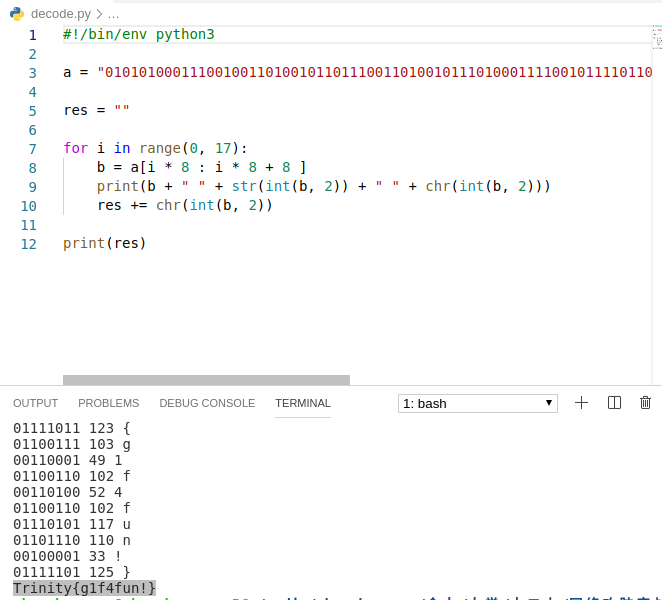 decode.py > ...
1 #!/bin/env python3
2
3 a = "01010100011100100110100101101110011010010111010001111001011110110
4
5 res = ""
6
7 for i in range(0, 17):
8 b = a[i * 8 : i * 8 + 8 ]
9 print(b + " " + str(int(b, 2)) + " " + chr(int(b, 2)))
10 res += chr(int(b, 2))
11
12 print(res)
OUTPUT PROBLEMS DEBUG CONSOLE TERMINAL 1: bash
01111011 123 {
01100111 103 g
00110001 49 1
01100110 102 f
00110100 52 4
01100110 102 f
01110101 117 u
01101110 110 n
00100001 33 !
01111101 125 }
Trinity{g1f4fun!}